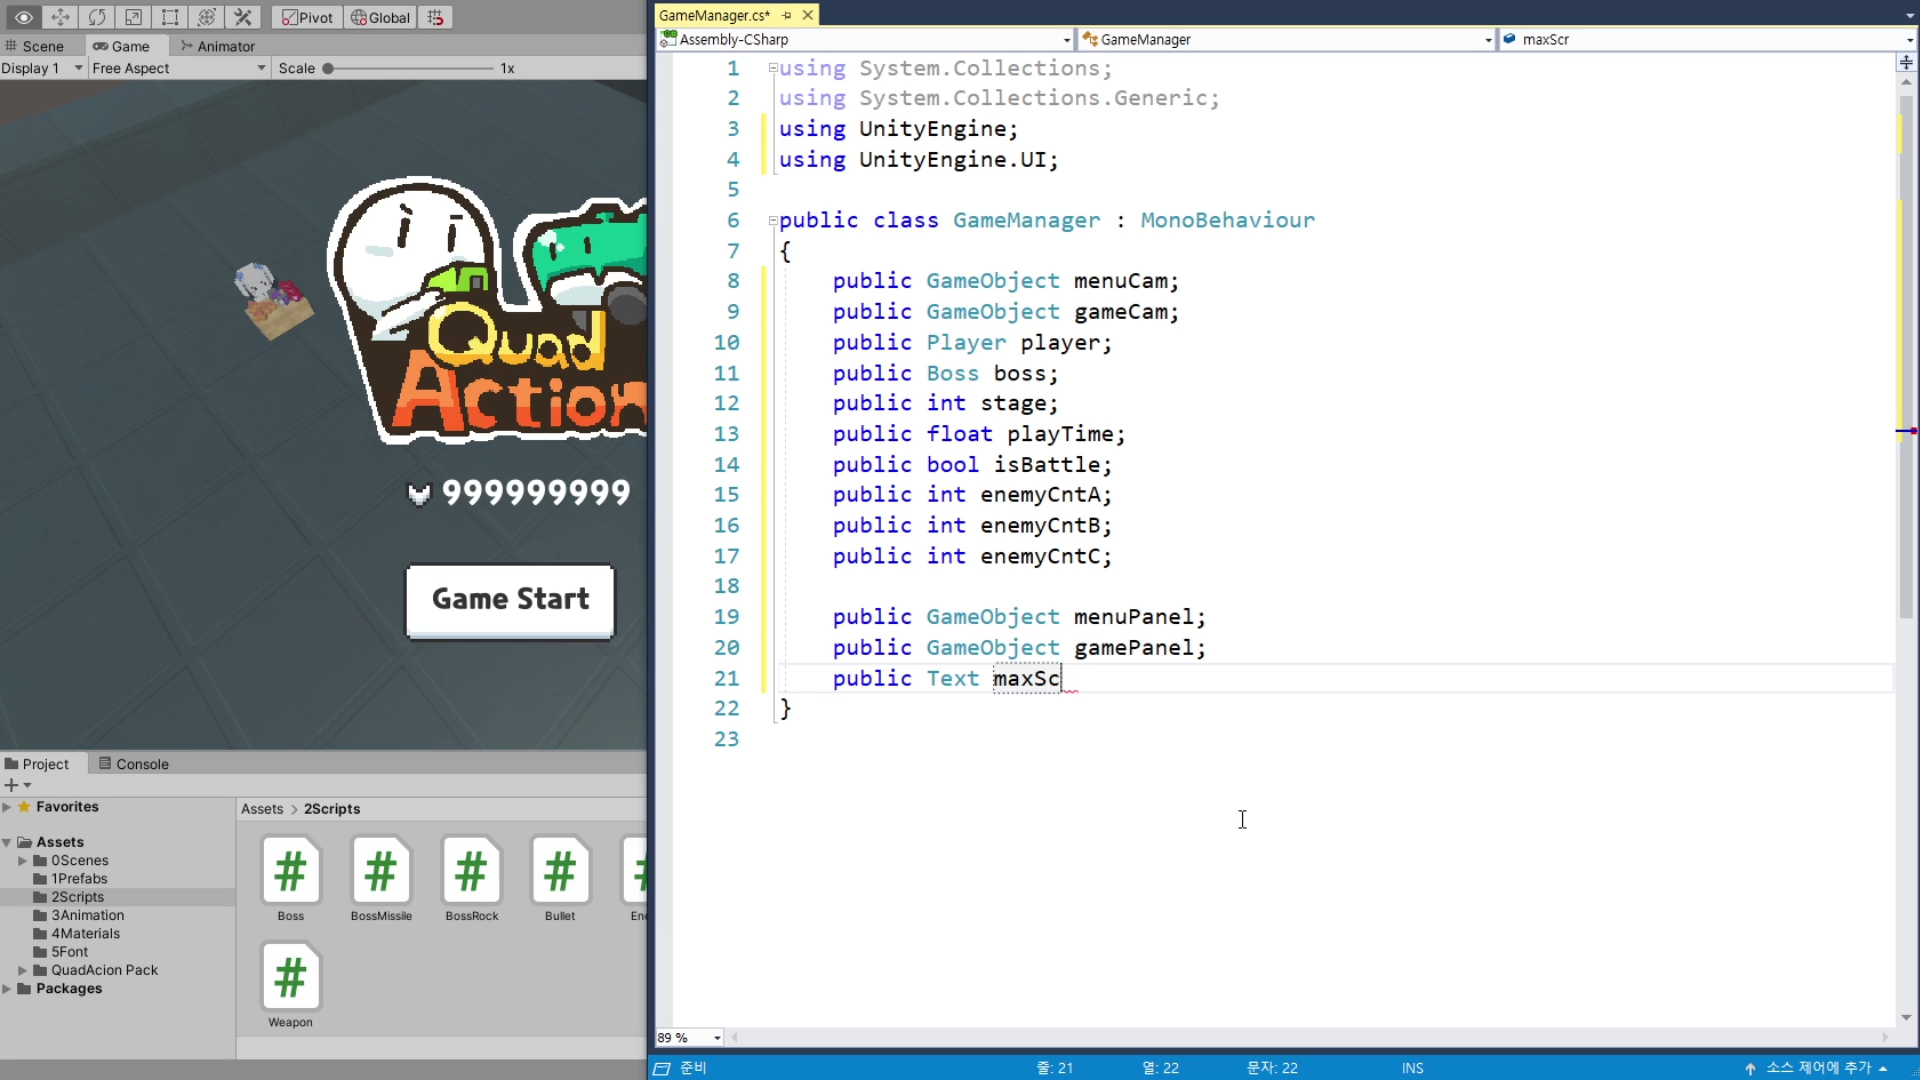 Pivot
Global
Scene
Game
Animator
Display 1
Free Aspect
Scale
1x
Quad
Action
999999999
Game Start
Project
Console
Favorites
Assets
0Scenes
1Prefabs
2Scripts
3Animation
4Materials
5Font
QuadAcion Pack
Packages
Assets > 2Scripts
Boss
BossMissile
BossRock
Bullet
Weapon
GameManager.cs*
Assembly-CSharp
GameManager
maxScr
1 using System.Collections;
2 using System.Collections.Generic;
3 using UnityEngine;
4 using UnityEngine.UI;
5
6 public class GameManager : MonoBehaviour
7 {
8 public GameObject menuCam;
9 public GameObject gameCam;
10 public Player player;
11 public Boss boss;
12 public int stage;
13 public float playTime;
14 public bool isBattle;
15 public int enemyCntA;
16 public int enemyCntB;
17 public int enemyCntC;
18
19 public GameObject menuPanel;
20 public GameObject gamePanel;
21 public Text maxSc
22 }
23
89 %
준비
줄: 21
열: 22
문자: 22
INS
소스 제어에 추가